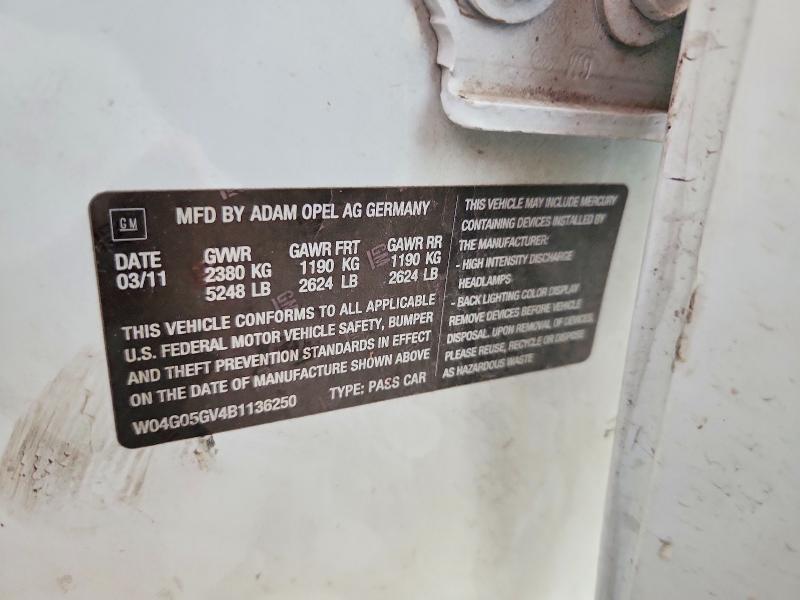 GM
MFD BY ADAM OPEL AG GERMANY
DATE GVWR GAWR FRT GAWR RR
03/11 2380 KG 1190 KG 1190 KG
5248 LB 2624 LB 2624 LB
THIS VEHICLE CONFORMS TO ALL APPLICABLE
U.S. FEDERAL MOTOR VEHICLE SAFETY, BUMPER
AND THEFT PREVENTION STANDARDS IN EFFECT
ON THE DATE OF MANUFACTURE SHOWN ABOVE
W04G05GV4B1136250 TYPE: PASS CAR
THIS VEHICLE MAY INCLUDE MERCURY
CONTAINING DEVICES INSTALLED BY
THE MANUFACTURER:
- HIGH INTENSITY DISCHARGE
HEADLAMPS
- BACK LIGHTING COLOR DISPLAY
REMOVE DEVICES BEFORE VEHICLE
DISPOSAL. UPON REMOVAL OF DEVICES,
PLEASE REUSE, RECYCLE OR DISPOSE
AS HAZARDOUS WASTE